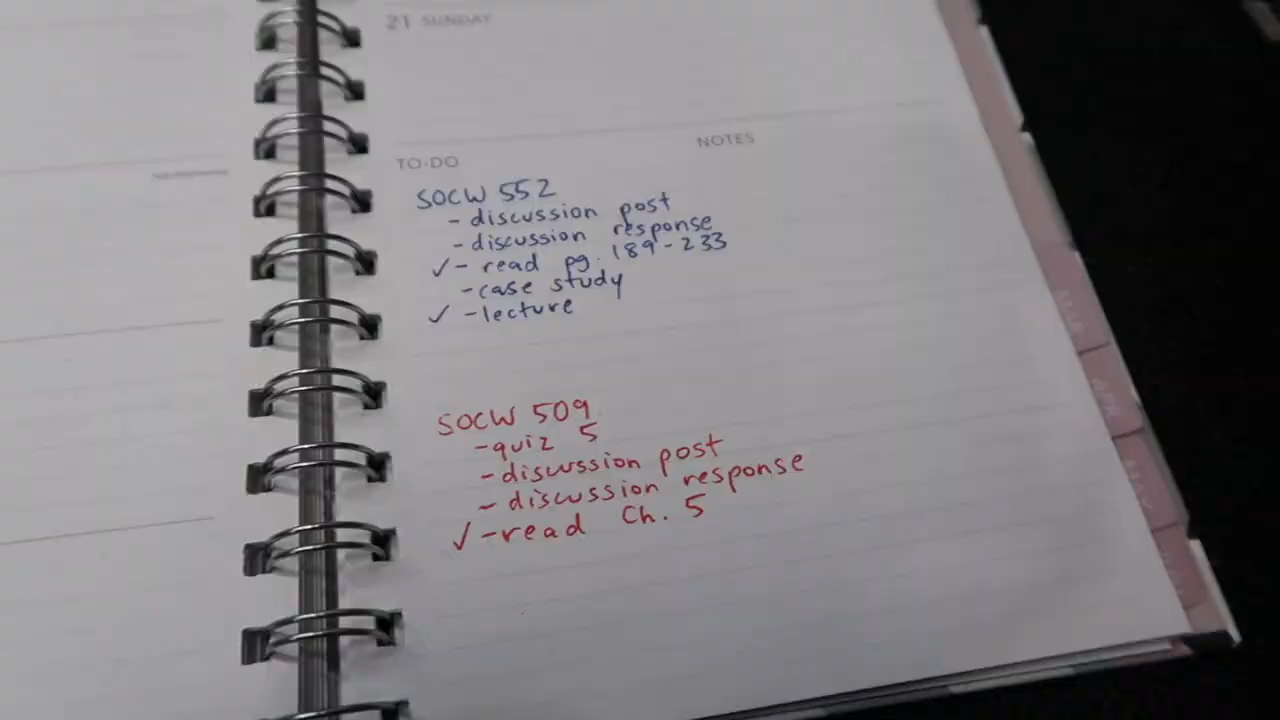 21 SUNDAY
NOTES
TO-DO
SOCW 552
- discussion post
- discussion response
✓ - read pg. 189-233
- case study
✓ - lecture
SOCW 509
- quiz 5
- discussion post
- discussion response
✓ - read Ch. 5
APR